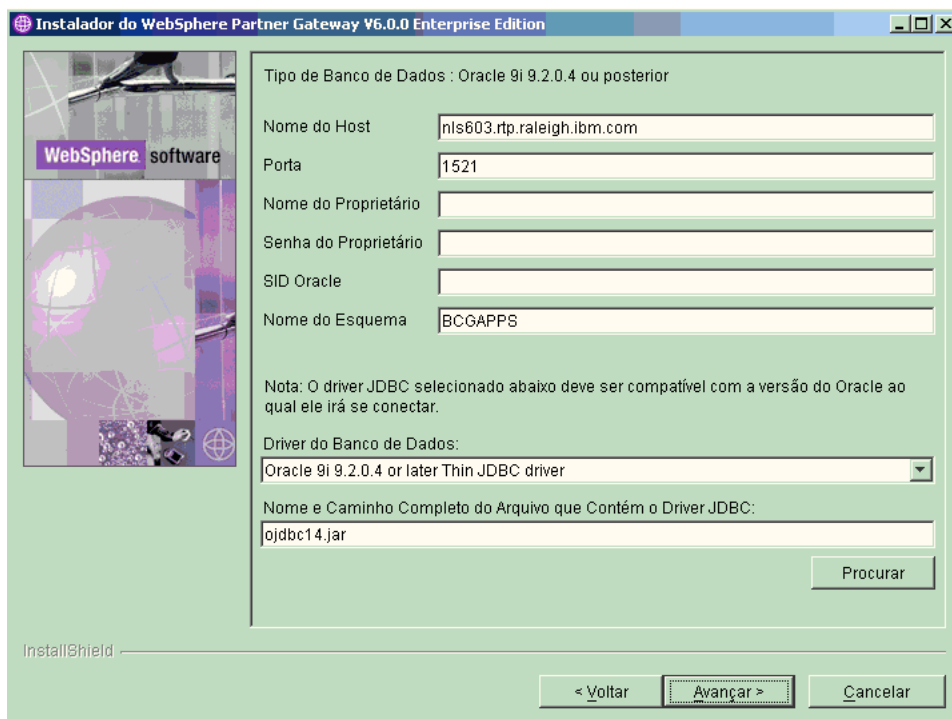 Instalador do WebSphere Partner Gateway V6.0.0 Enterprise Edition
WebSphere software
Tipo de Banco de Dados : Oracle 9i 9.2.0.4 ou posterior
Nome do Host nls603.rtp.raleigh.ibm.com
Porta 1521
Nome do Proprietário
Senha do Proprietário
SID Oracle
Nome do Esquema BCGAPPS
Nota: O driver JDBC selecionado abaixo deve ser compatível com a versão do Oracle ao
qual ele irá se conectar.
Driver do Banco de Dados:
Oracle 9i 9.2.0.4 or later Thin JDBC driver
Nome e Caminho Completo do Arquivo que Contém o Driver JDBC:
ojdbc14.jar
Procurar
InstallShield
< Voltar Avançar > Cancelar